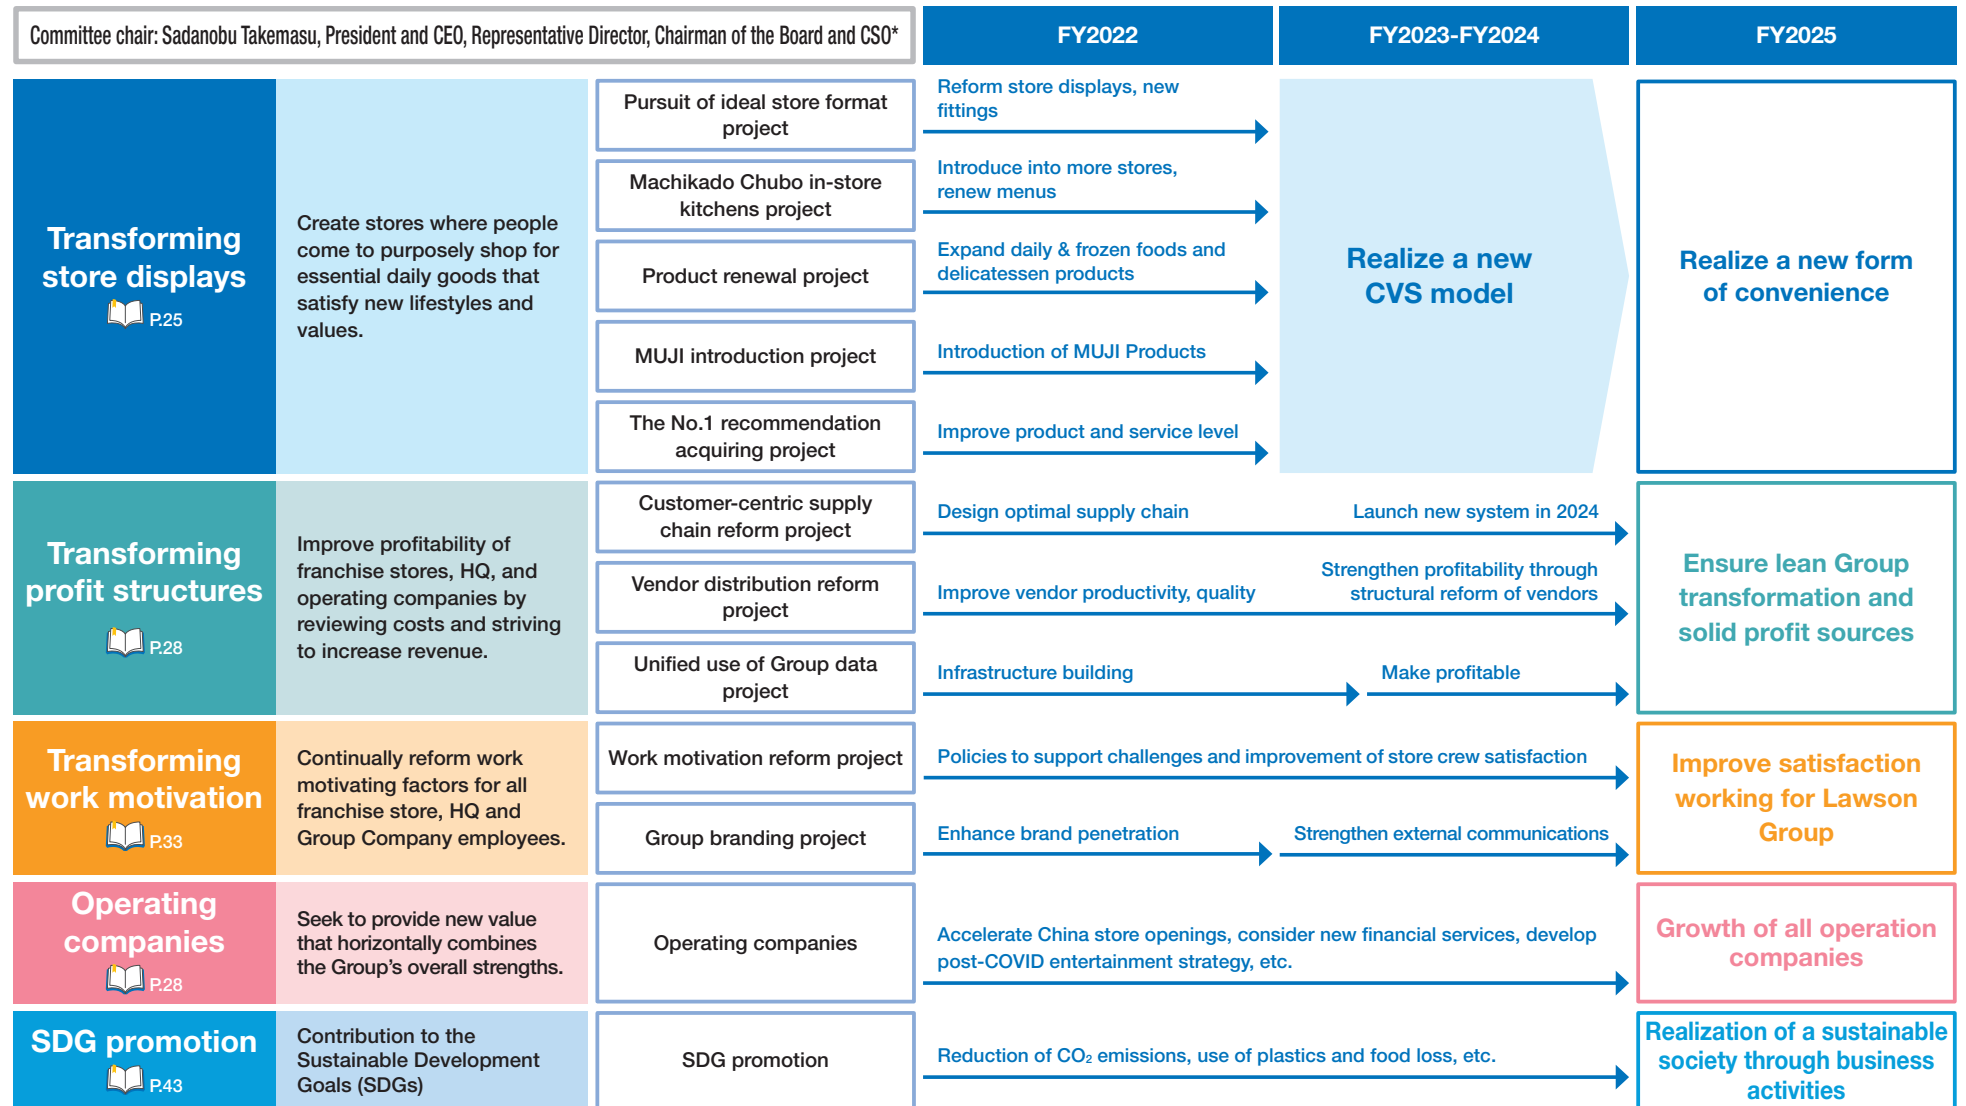 Committee chair: Sadanobu Takemasu, President and CEO, Representative Director, Chairman of the Board and CSO*
FY2022
FY2023-FY2024
FY2025
Transforming
store displays
P.25
Create stores where people
come to purposely shop for
essential daily goods that
satisfy new lifestyles and
values.
Pursuit of ideal store format
project
Reform store displays, new
fittings
Machikado Chubo in-store
kitchens project
Introduce into more stores,
renew menus
Product renewal project
Expand daily & frozen foods and
delicatessen products
MUJI introduction project
Introduction of MUJI Products
The No.1 recommendation
acquiring project
Improve product and service level
Realize a new
CVS model
Realize a new form
of convenience
Transforming
profit structures
P.28
Improve profitability of
franchise stores, HQ, and
operating companies by
reviewing costs and striving
to increase revenue.
Customer-centric supply
chain reform project
Design optimal supply chain
Launch new system in 2024
Vendor distribution reform
project
Improve vendor productivity, quality
Strengthen profitability through
structural reform of vendors
Unified use of Group data
project
Infrastructure building
Make profitable
Ensure lean Group
transformation and
solid profit sources
Transforming
work motivation
P.33
Continually reform work
motivating factors for all
franchise store, HQ and
Group Company employees.
Work motivation reform project
Policies to support challenges and improvement of store crew satisfaction
Group branding project
Enhance brand penetration
Strengthen external communications
Improve satisfaction
working for Lawson
Group
Operating
companies
P.28
Seek to provide new value
that horizontally combines
the Group's overall strengths.
Operating companies
Accelerate China store openings, consider new financial services, develop
post-COVID entertainment strategy, etc.
Growth of all operation
companies
SDG promotion
P.43
Contribution to the
Sustainable Development
Goals (SDGs)
SDG promotion
Reduction of CO₂ emissions, use of plastics and food loss, etc.
Realization of a sustainable
society through business
activities